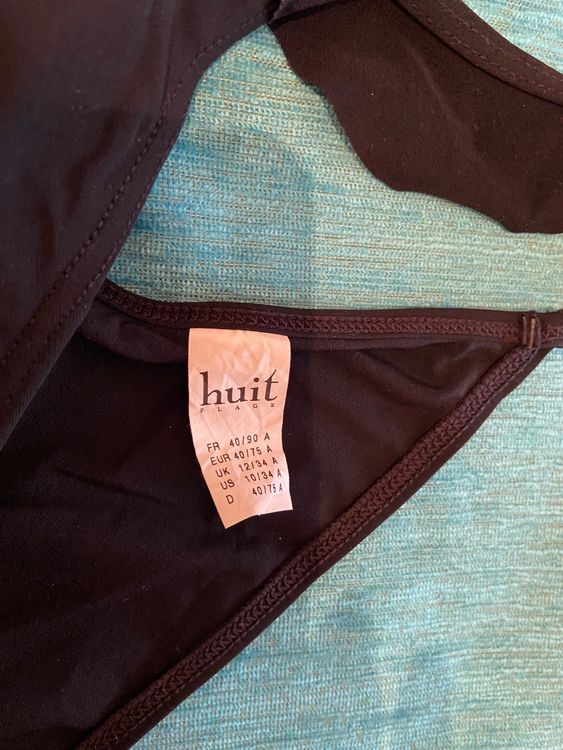 huit
PLAGE
FR 40/90 A
EUR 40/75 A
UK 12/34 A
US 10/34 A
D 40/75 A